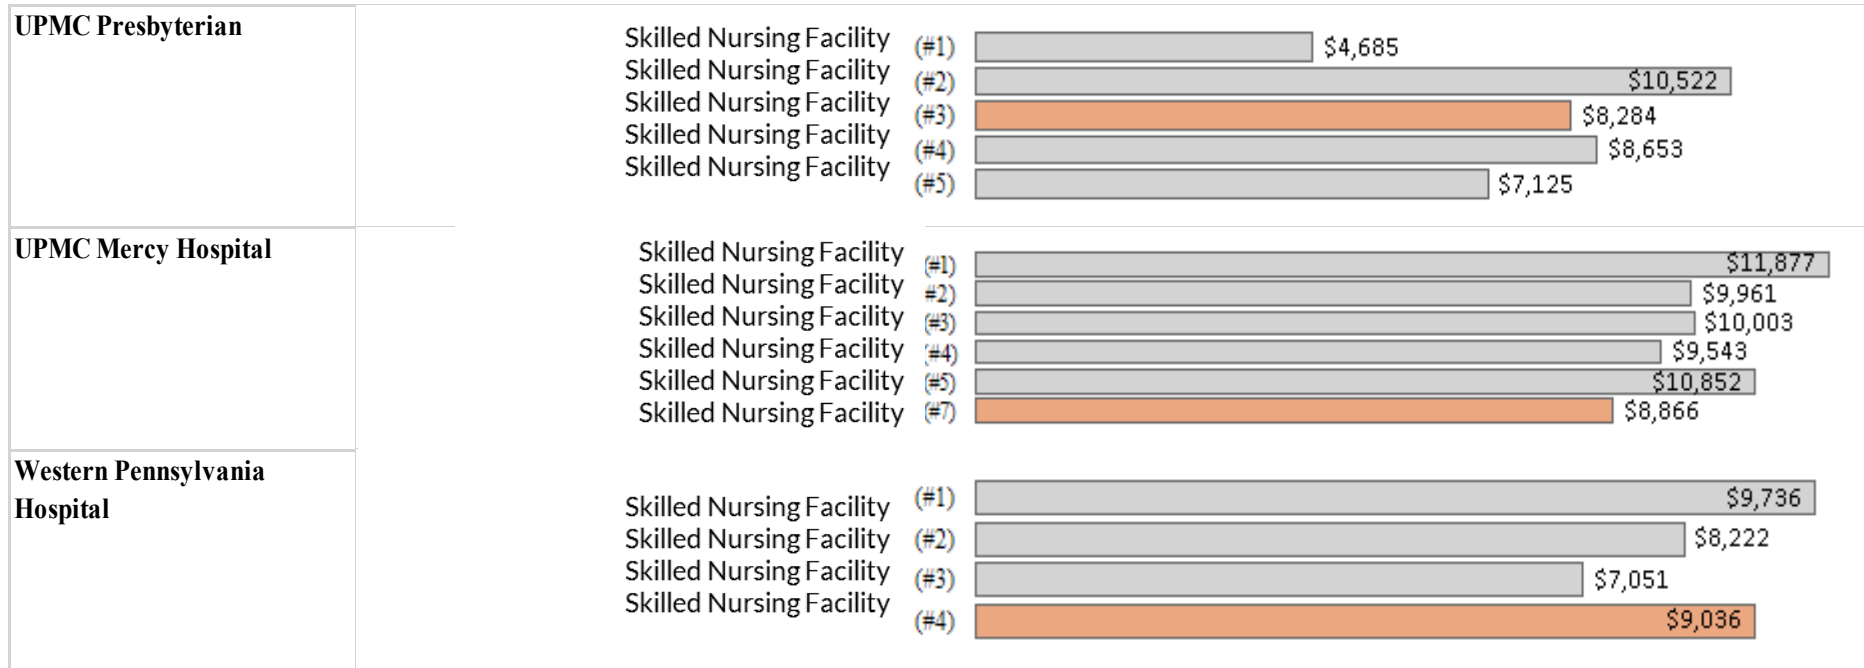 UPMC Presbyterian
Skilled Nursing Facility (#1) $4,685
Skilled Nursing Facility (#2) $10,522
Skilled Nursing Facility (#3) $8,284
Skilled Nursing Facility (#4) $8,653
Skilled Nursing Facility (#5) $7,125
UPMC Mercy Hospital
Skilled Nursing Facility (#1) $11,877
Skilled Nursing Facility #2) $9,961
Skilled Nursing Facility (#3) $10,003
Skilled Nursing Facility (#4) $9,543
Skilled Nursing Facility (#5) $10,852
Skilled Nursing Facility (#7) $8,866
Western Pennsylvania
Hospital
Skilled Nursing Facility (#1) $9,736
Skilled Nursing Facility (#2) $8,222
Skilled Nursing Facility (#3) $7,051
Skilled Nursing Facility (#4) $9,036